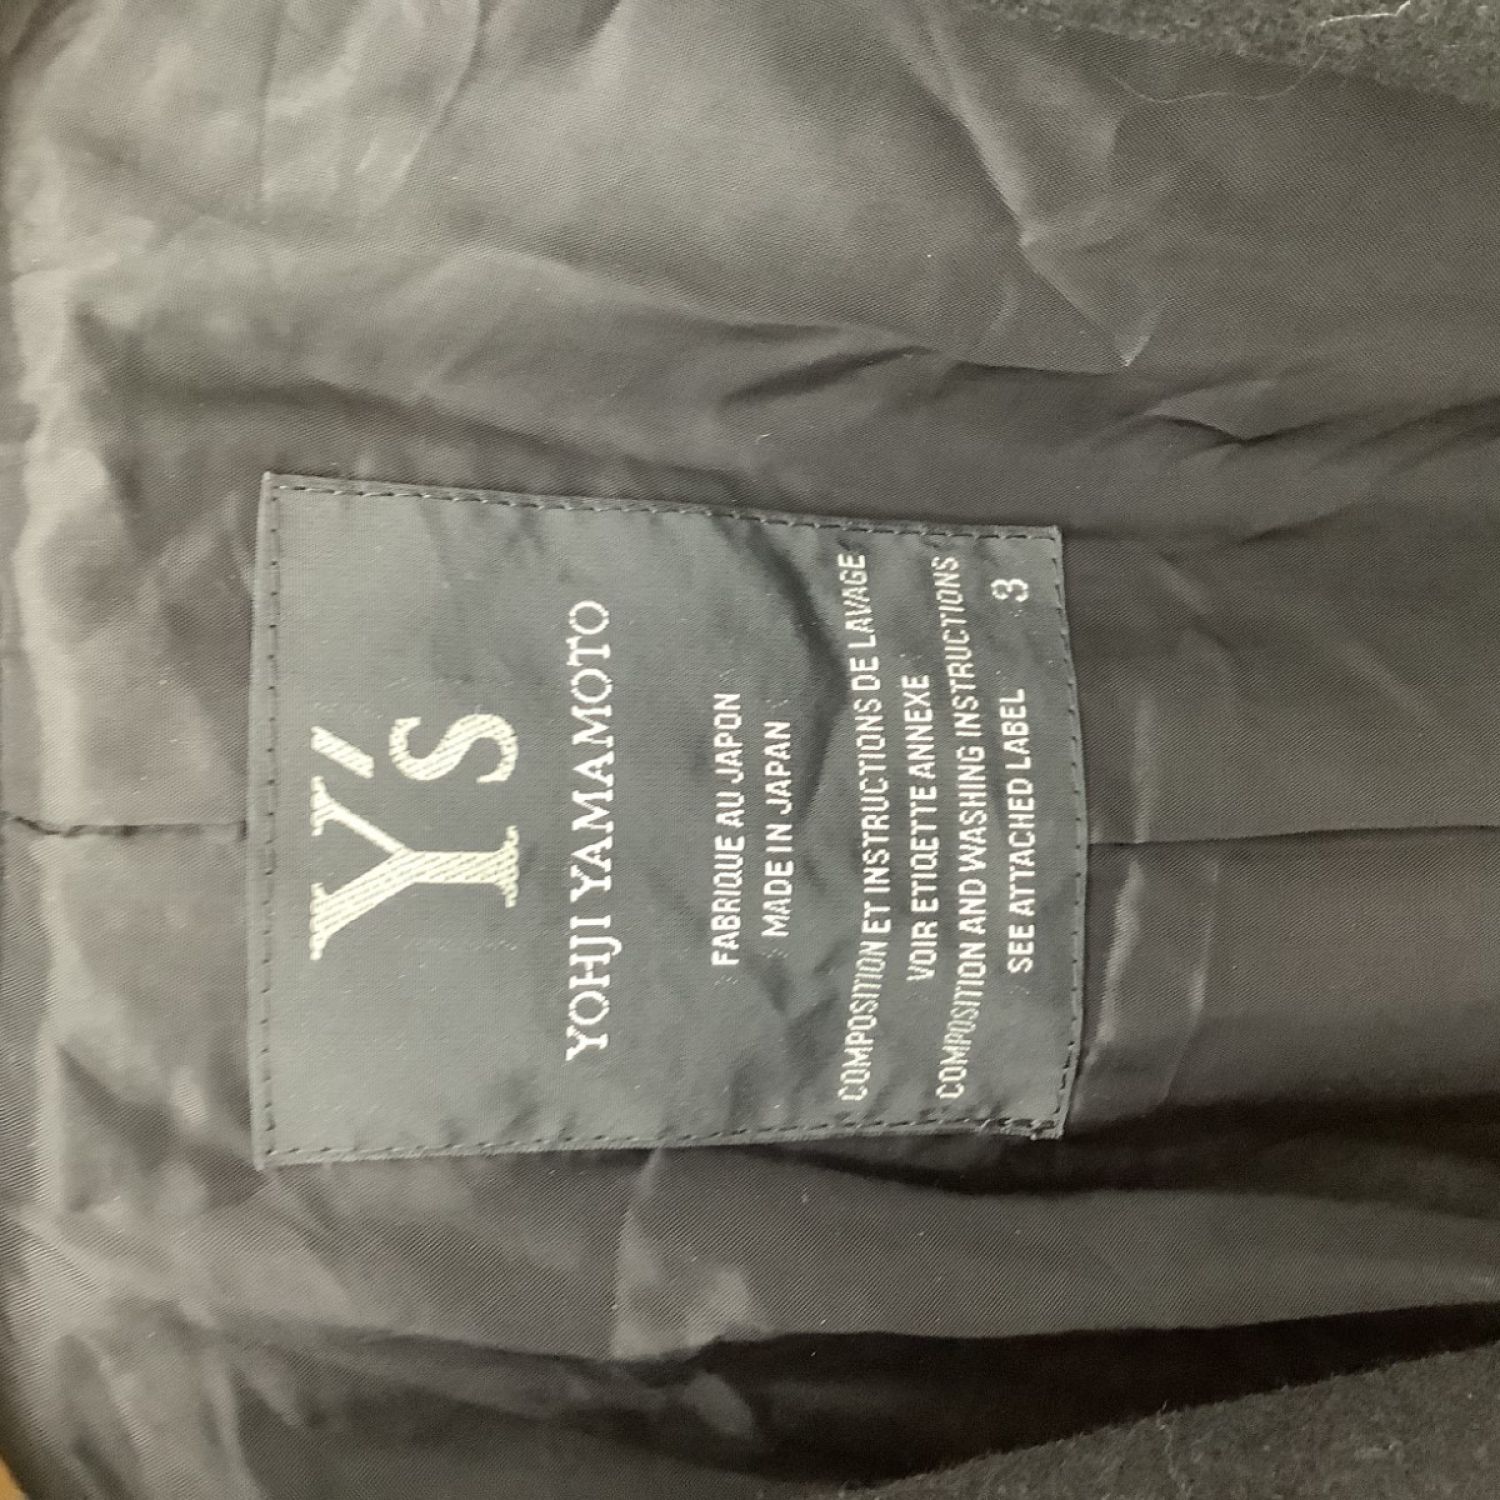 Y's
YOHJI YAMAMOTO
FABRIQUE AU JAPON
MADE IN JAPAN
COMPOSITION ET INSTRUCTIONS DE LAVAGE
VOIR ETIQETTE ANNEXE
COMPOSITION AND WASHING INSTRUCTIONS
SEE ATTACHED LABEL 3